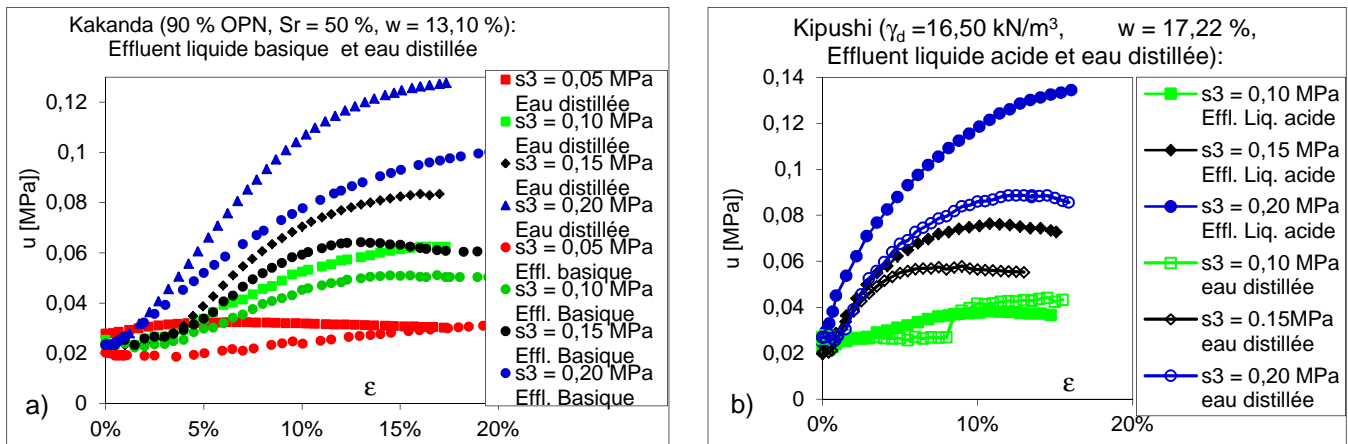 Kakanda (90 % OPN, Sr = 50 %, w = 13,10 %):
Effluent liquide basique et eau distillée
u [MPa]
0,12
0,1
0,08
0,06
0,04
0,02
0
0%
5%
10%
15%
20%
ε
a)
s3 = 0,05 MPa
Eau distillée
s3 = 0,10 MPa
Eau distillée
s3 = 0,15 MPa
Eau distillée
s3 = 0,20 MPa
Eau distillée
s3 = 0,05 MPa
Effl. basique
s3 = 0,10 MPa
Effl. Basique
s3 = 0,15 MPa
Effl. Basique
s3 = 0,20 MPa
Effl. Basique
Kipushi (γd =16,50 kN/m³, w = 17,22 %,
Effluent liquide acide et eau distillée):
u [MPa]
0,14
0,12
0,1
0,08
0,06
0,04
0,02
0
0%
10%
20%
ε
b)
s3 = 0,10 MPa
Effl. Liq. acide
s3 = 0,15 MPa
Effl. Liq. acide
s3 = 0,20 MPa
Effl. Liq. acide
s3 = 0,10 MPa
eau distillée
s3 = 0.15MPa
eau distillée
s3 = 0,20 MPa
eau distillée